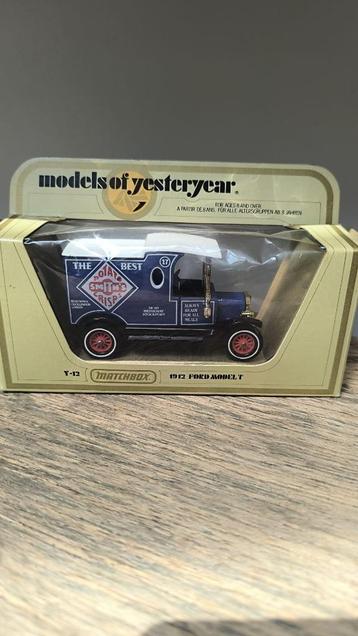 models of yesteryear®
FOR AGES 8 AND OVER.
A PARTIR DE 8 ANS. FÜR ALLE ALTERSGRUPPEN AB 8 JAHREN
THE BEST
POTATO
SMITH'S
CRISPS
17
ALWAYS
READY
FOR ALL
MEALS
Y-12 MATCHBOX 1912 FORD MODEL T